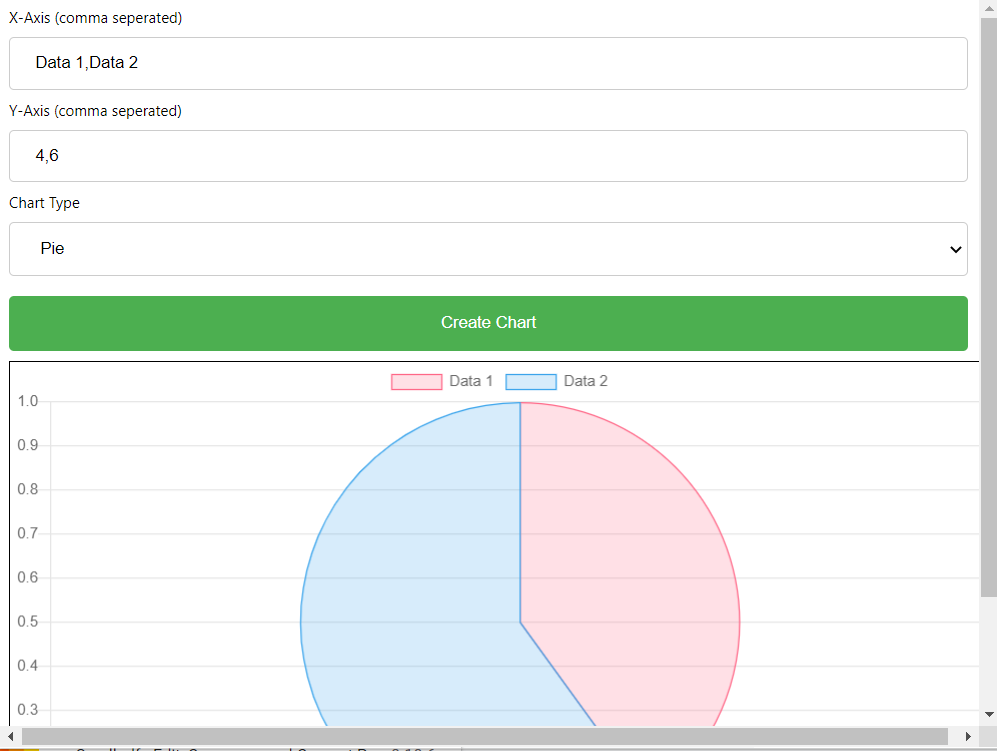 X-Axis (comma seperated)
Data 1,Data 2
Y-Axis (comma seperated)
4,6
Chart Type
Pie
Create Chart
Data 1 Data 2
1.0
0.9
0.8
0.7
0.6
0.5
0.4
0.3